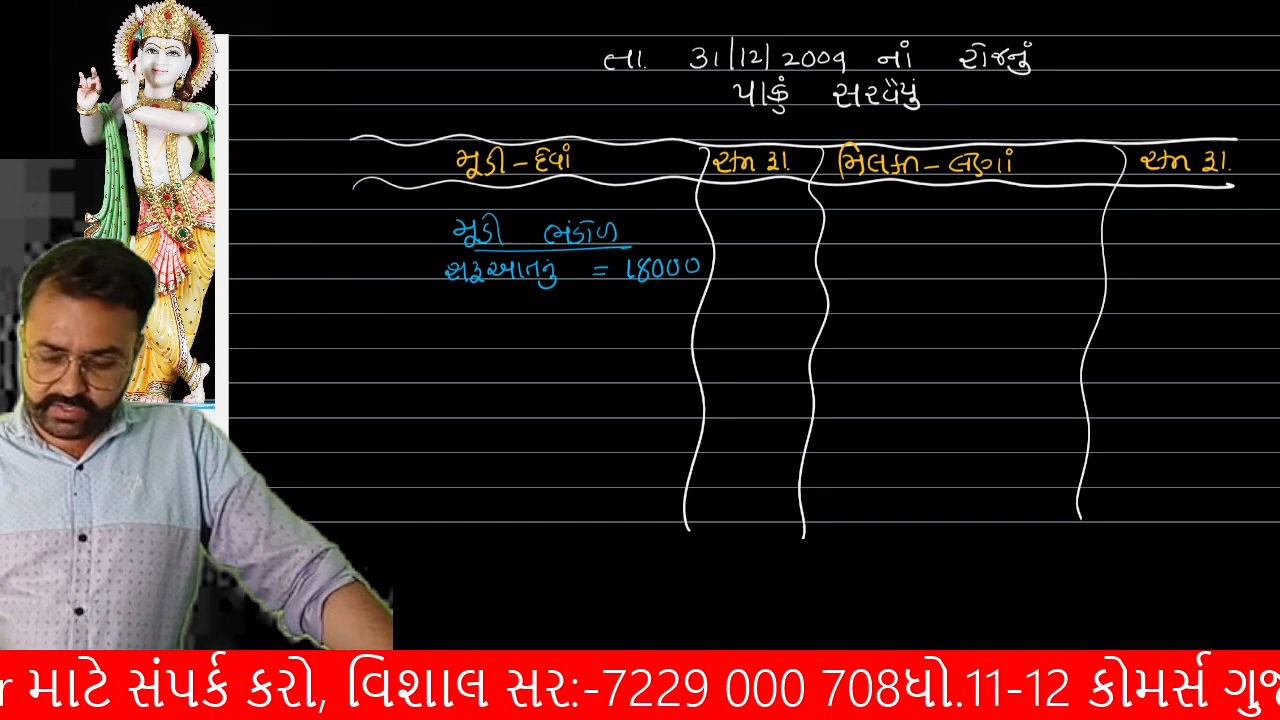 તા. ૩૧/12/2009 નાં રોજનું
પાકું સરવૈયું
મૂડી-દેવાં રકમ રૂા. મિલકત-લેણાં રકમ રૂા.
મૂડી ભંડોળ
શરૂઆતનું = 18000
r માટે સંપર્ક કરો, વિશાલ સર:-7229 000 708ધો.11-12 કોમર્સ ગુજ